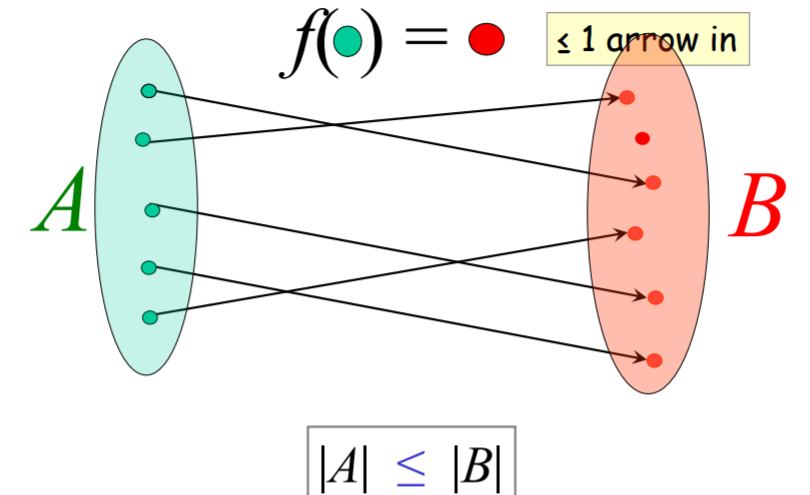 f(●) = ●
≤ 1 arrow in
A
B
|A| ≤ |B|